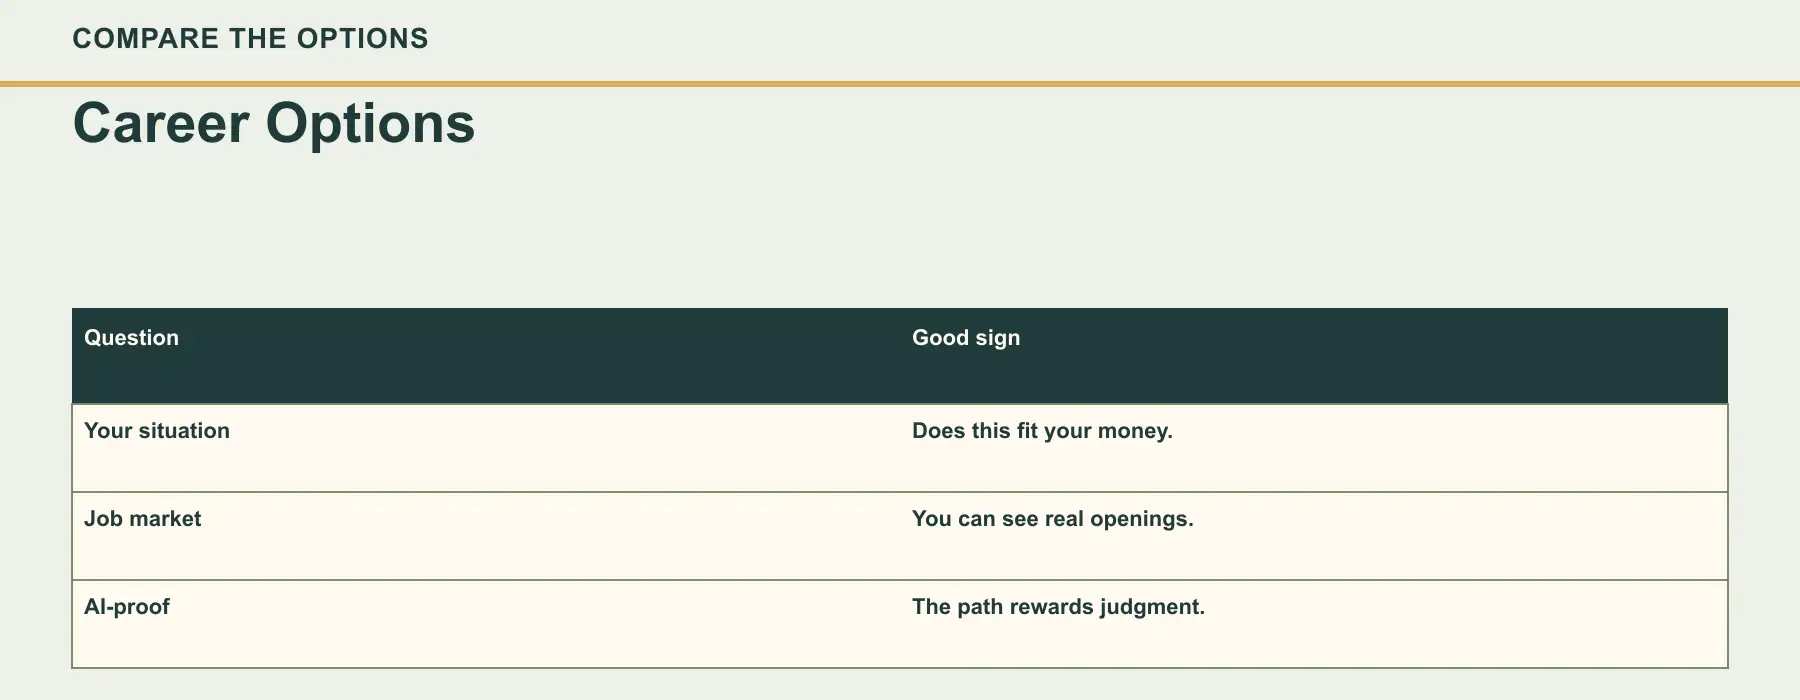 COMPARE THE OPTIONS
Career Options
Question Good sign
Your situation Does this fit your money.
Job market You can see real openings.
AI-proof The path rewards judgment.